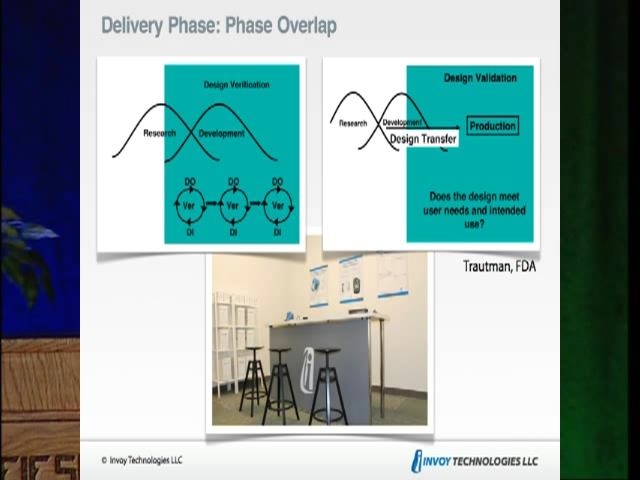 Delivery Phase: Phase Overlap
Design Verification
Research
Development
DO
DO
DO
Ver
Ver
Ver
DI
DI
DI
Design Validation
Research
Development
Production
Design Transfer
Does the design meet
user needs and intended
use?
Trautman, FDA
i
© Invoy Technologies LLC
INVOY TECHNOLOGIES LLC